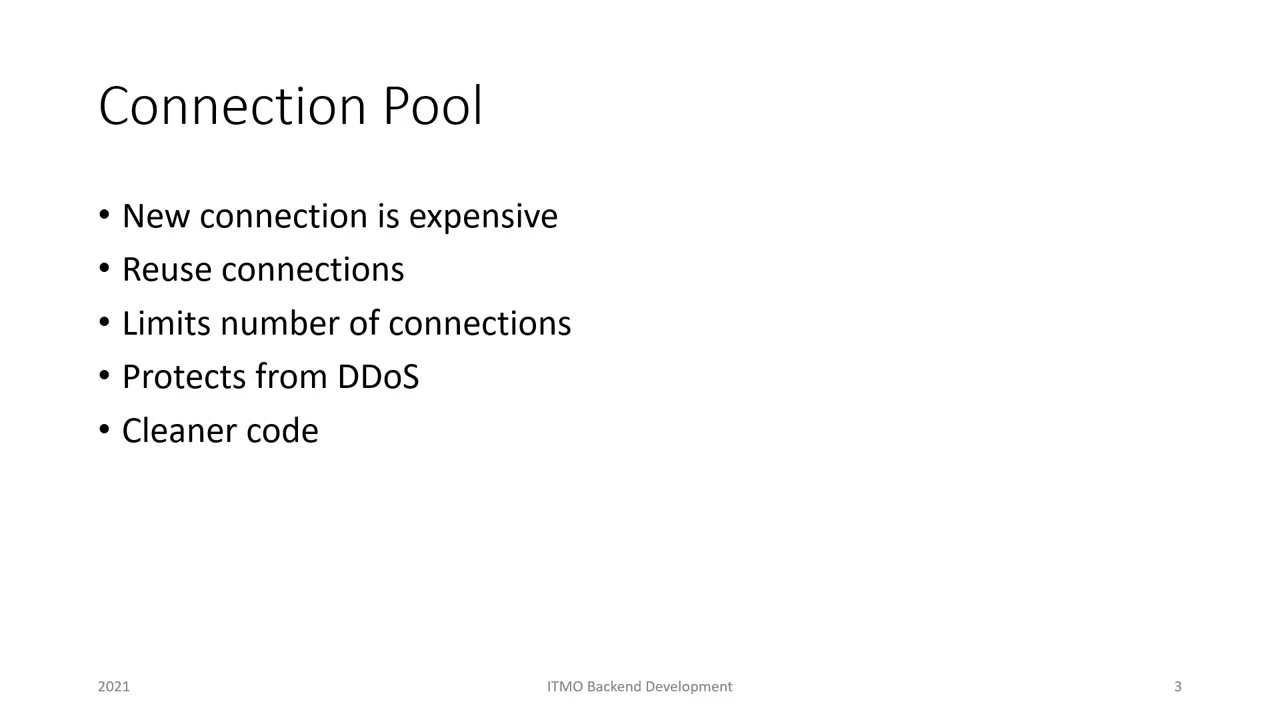 Connection Pool
• New connection is expensive
• Reuse connections
• Limits number of connections
• Protects from DDoS
• Cleaner code
2021
ITMO Backend Development
3